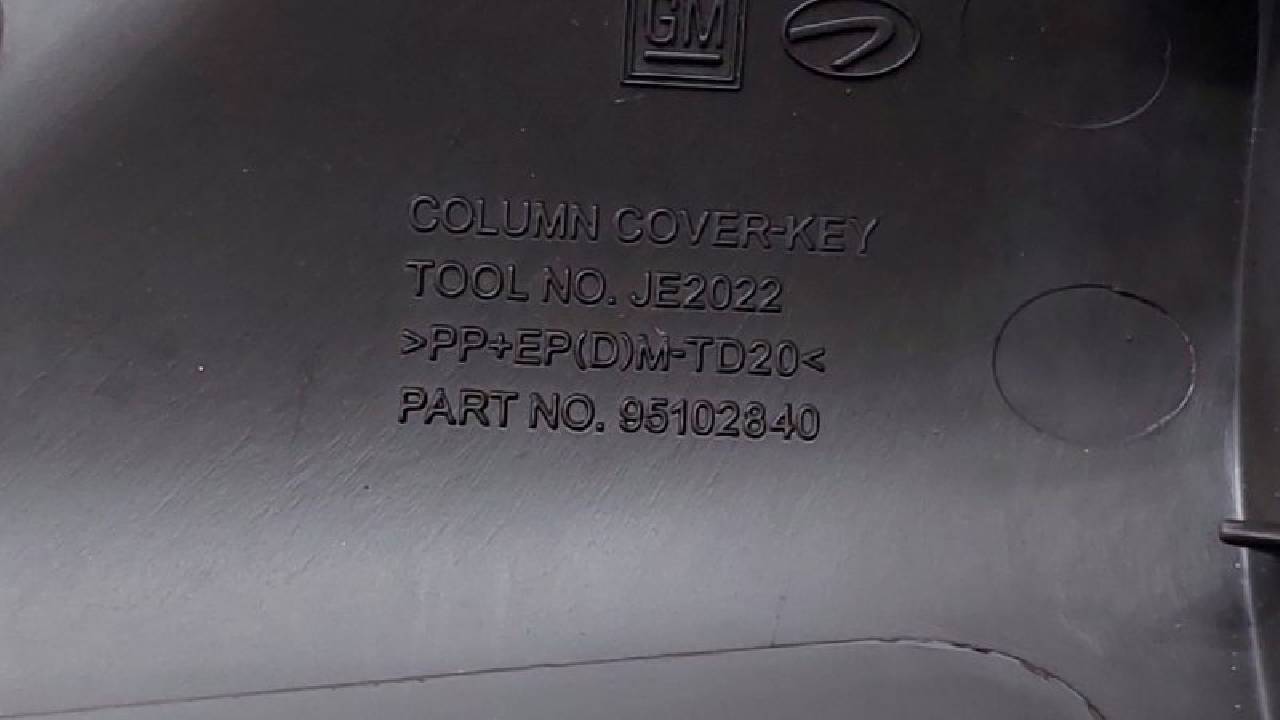 GM
COLUMN COVER-KEY
TOOL NO. JE2022
>PP+EP(D)M-TD20<
PART NO. 95102840